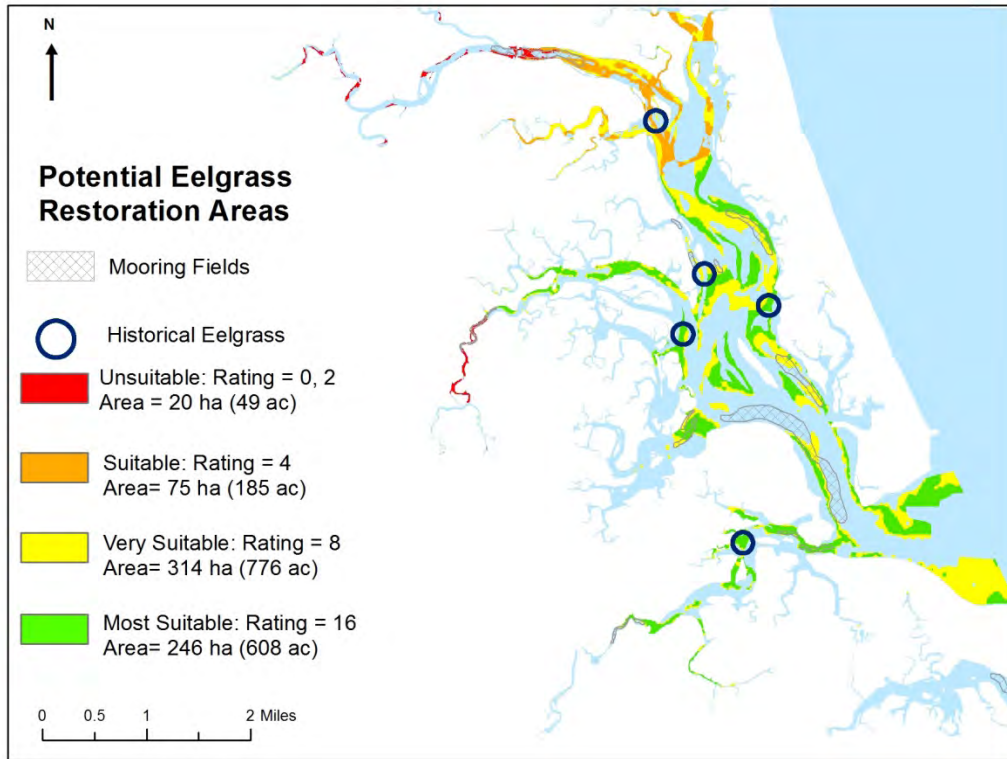 N
Potential Eelgrass
Restoration Areas
Mooring Fields
Historical Eelgrass
Unsuitable: Rating = 0, 2
Area = 20 ha (49 ac)
Suitable: Rating = 4
Area= 75 ha (185 ac)
Very Suitable: Rating = 8
Area= 314 ha (776 ac)
Most Suitable: Rating = 16
Area= 246 ha (608 ac)
0 0.5 1 2 Miles